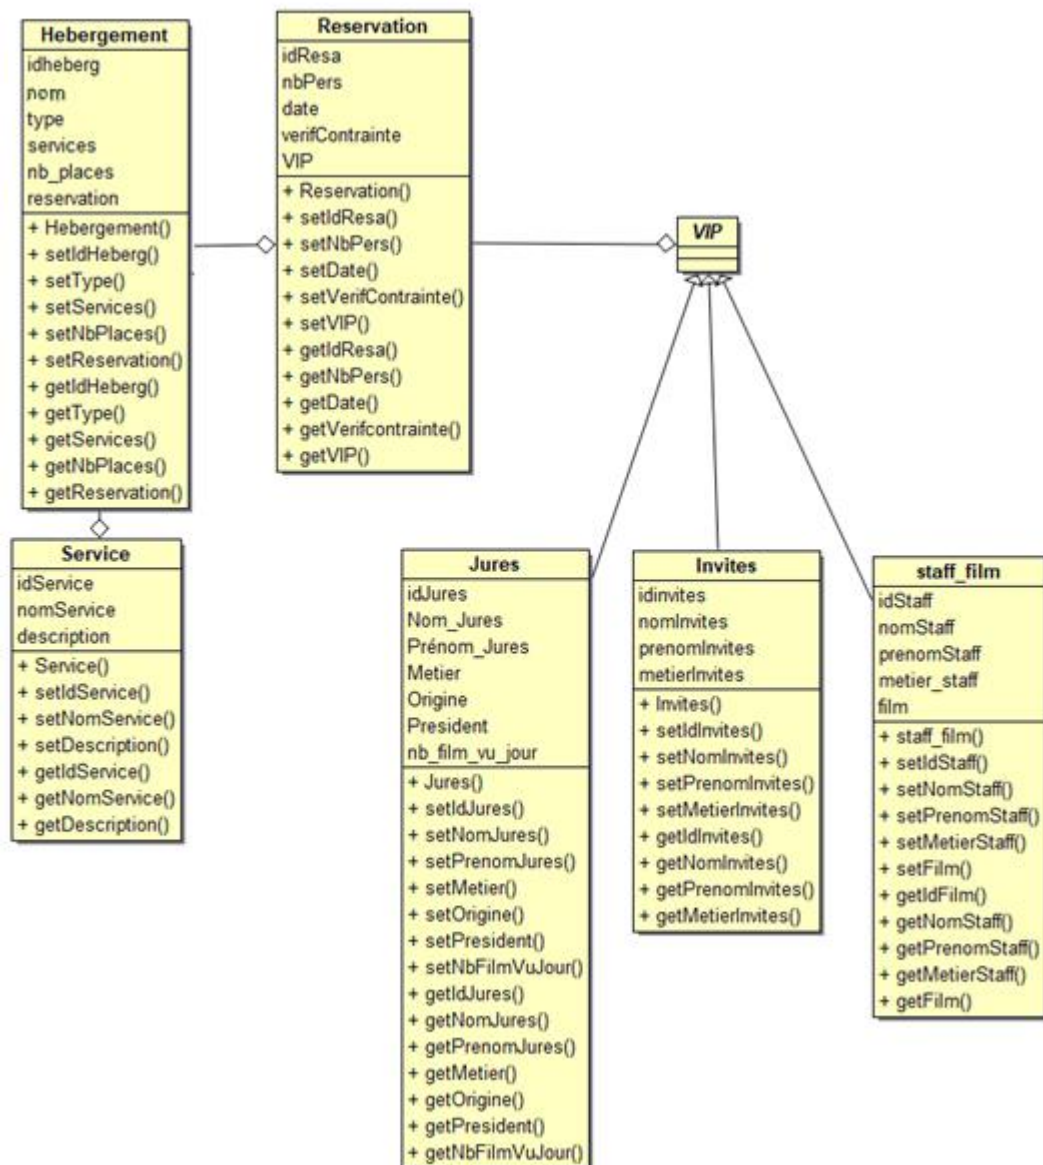 Hebergement
idheberg
nom
type
services
nb_places
reservation
+ Hebergement()
+ setIdHeberg()
+ setType()
+ setServices()
+ setNbPlaces()
+ setReservation()
+ getIdHeberg()
+ getType()
+ getServices()
+ getNbPlaces()
+ getReservation()
Reservation
idResa
nbPers
date
verifContrainte
VIP
+ Reservation()
+ setIdResa()
+ setNbPers()
+ setDate()
+ setVerifContrainte()
+ setVIP()
+ getIdResa()
+ getNbPers()
+ getDate()
+ getVerifcontrainte()
+ getVIP()
VIP
Service
idService
nomService
description
+ Service()
+ setIdService()
+ setNomService()
+ setDescription()
+ getIdService()
+ getNomService()
+ getDescription()
Jures
idJures
Nom_Jures
Prénom_Jures
Metier
Origine
President
nb_film_vu_jour
+ Jures()
+ setIdJures()
+ setNomJures()
+ setPrenomJures()
+ setMetier()
+ setOrigine()
+ setPresident()
+ setNbFilmVuJour()
+ getIdJures()
+ getNomJures()
+ getPrenomJures()
+ getMetier()
+ getOrigine()
+ getPresident()
+ getNbFilmVuJour()
Invites
idinvites
nomInvites
prenomInvites
metierInvites
+ Invites()
+ setIdInvites()
+ setNomInvites()
+ setPrenomInvites()
+ setMetierInvites()
+ getIdInvites()
+ getNomInvites()
+ getPrenomInvites()
+ getMetierInvites()
staff_film
idStaff
nomStaff
prenomStaff
metier_staff
film
+ staff_film()
+ setIdStaff()
+ setNomStaff()
+ setPrenomStaff()
+ setMetierStaff()
+ setFilm()
+ getIdFilm()
+ getNomStaff()
+ getPrenomStaff()
+ getMetierStaff()
+ getFilm()